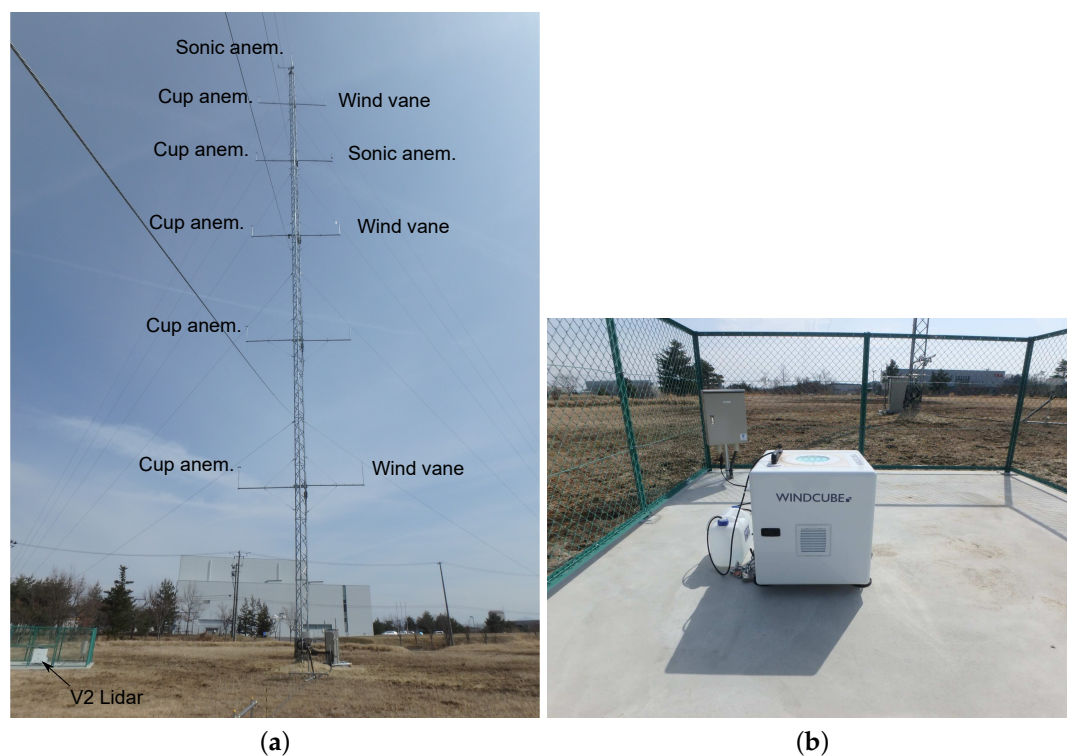 Sonic anem.
Cup anem.
Wind vane
Cup anem.
Sonic anem.
Cup anem.
Wind vane
Cup anem.
Cup anem.
Wind vane
V2 Lidar
WINDCUBE
(a)
(b)